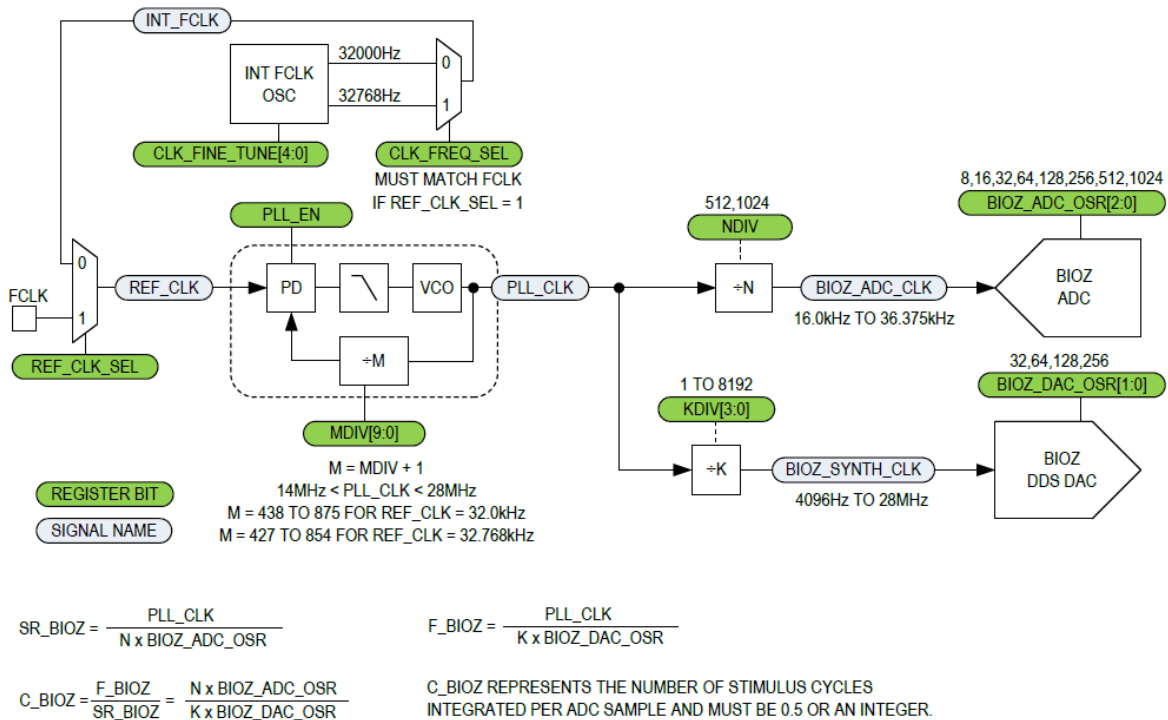 INT_FCLK
INT FCLK
OSC
32000Hz
32768Hz
0
1
CLK_FINE_TUNE[4:0]
CLK_FREQ_SEL
MUST MATCH FCLK
IF REF_CLK_SEL = 1
PLL_EN
FCLK
0
1
REF_CLK
REF_CLK_SEL
PD
VCO
÷M
PLL_CLK
MDIV[9:0]
M = MDIV + 1
14MHz < PLL_CLK < 28MHz
M = 438 TO 875 FOR REF_CLK = 32.0kHz
M = 427 TO 854 FOR REF_CLK = 32.768kHz
512,1024
NDIV
÷N
BIOZ_ADC_CLK
16.0kHz TO 36.375kHz
8,16,32,64,128,256,512,1024
BIOZ_ADC_OSR[2:0]
BIOZ
ADC
1 TO 8192
KDIV[3:0]
÷K
BIOZ_SYNTH_CLK
4096Hz TO 28MHz
32,64,128,256
BIOZ_DAC_OSR[1:0]
BIOZ
DDS DAC
REGISTER BIT
SIGNAL NAME
SR_BIOZ = PLL_CLK / N x BIOZ_ADC_OSR
F_BIOZ = PLL_CLK / K x BIOZ_DAC_OSR
C_BIOZ = F_BIOZ / SR_BIOZ = N x BIOZ_ADC_OSR / K x BIOZ_DAC_OSR
C_BIOZ REPRESENTS THE NUMBER OF STIMULUS CYCLES
INTEGRATED PER ADC SAMPLE AND MUST BE 0.5 OR AN INTEGER.